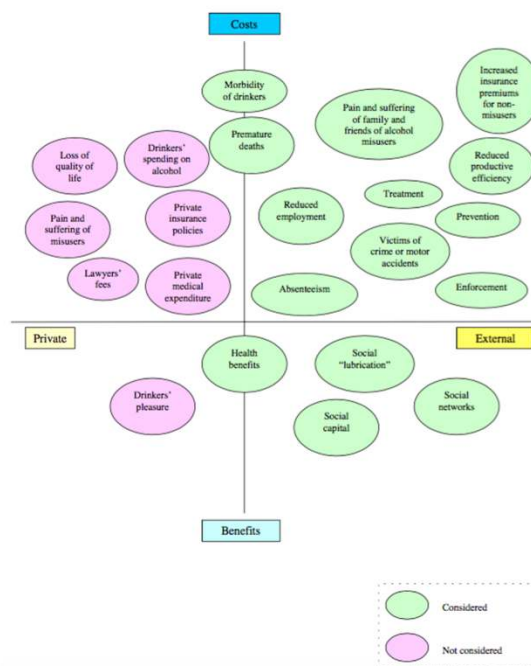 Costs
Morbidity
of drinkers
Increased
insurance
premiums
for non-
misusers
Pain and suffering
of family and
friends of alcohol
misusers
Premature
deaths
Drinkers'
spending on
alcohol
Loss of
quality of
life
Reduced
productive
efficiency
Treatment
Reduced
employment
Private
insurance
policies
Pain and
suffering of
misusers
Prevention
Victims of
crime or motor
accidents
Lawyers'
fees
Private
medical
expenditure
Absenteeism
Enforcement
Private
External
Health
benefits
Social
"lubrication"
Drinkers'
pleasure
Social
capital
Social
networks
Benefits
Considered
Not considered